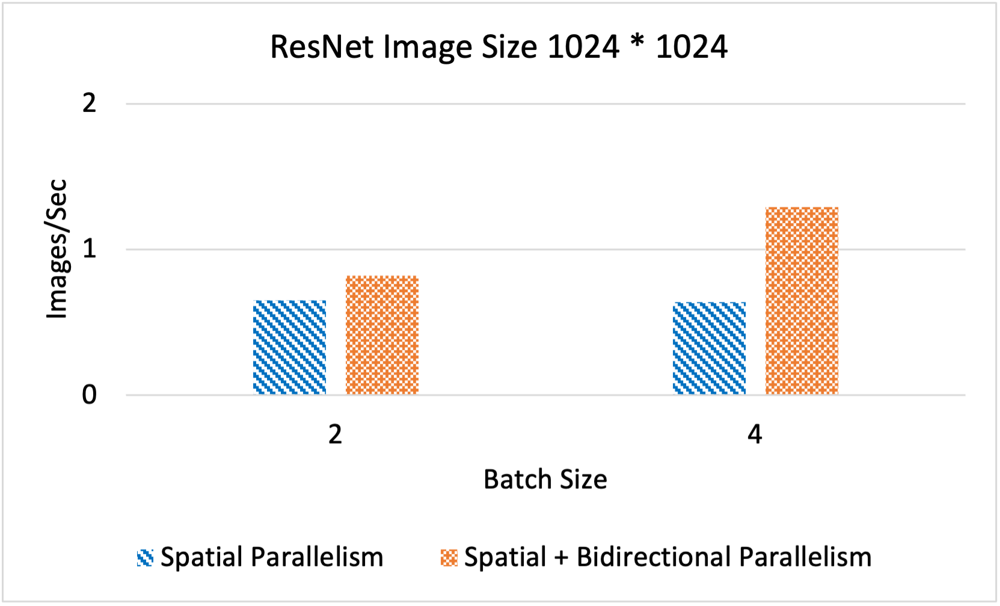 ResNet Image Size 1024 * 1024
2
1
0
Images/Sec
2 4
Batch Size
Spatial Parallelism Spatial + Bidirectional Parallelism